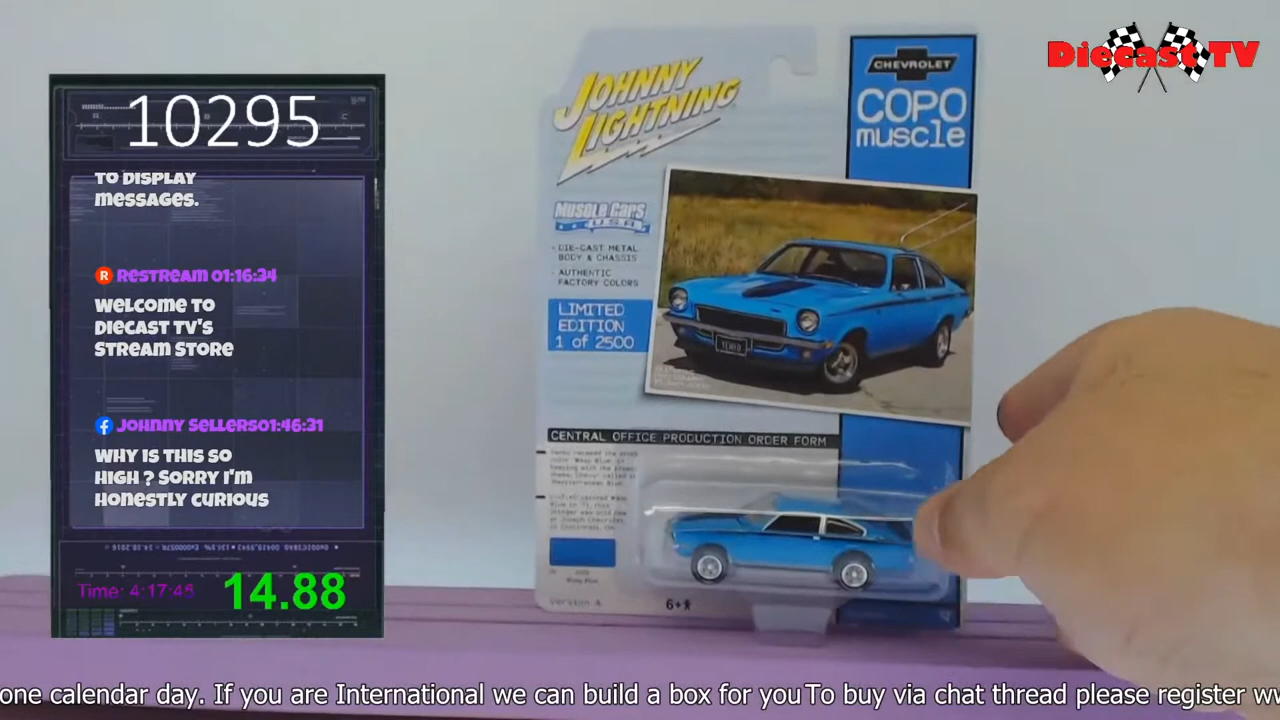 10295
TO DISPLAY
MESSAGES.
R RESTREAM 01:16:34
WELCOME TO
DIECAST TV'S
STREAM STORE
f JOHNNY SELLERS01:46:31
WHY IS THIS SO
HIGH ? SORRY I'M
HONESTLY CURIOUS
Time: 4:17:45
14.88
JOHNNY
LIGHTNING
CHEVROLET
COPO
muscle
MUSCLE CARS
USA
- DIE-CAST METAL
BODY & CHASSIS
- AUTHENTIC
FACTORY COLORS
LIMITED
EDITION
1 of 2500
CENTRAL OFFICE PRODUCTION ORDER FORM
Version A
6+
Diecast TV
one calendar day. If you are International we can build a box for you To buy via chat thread please register ww